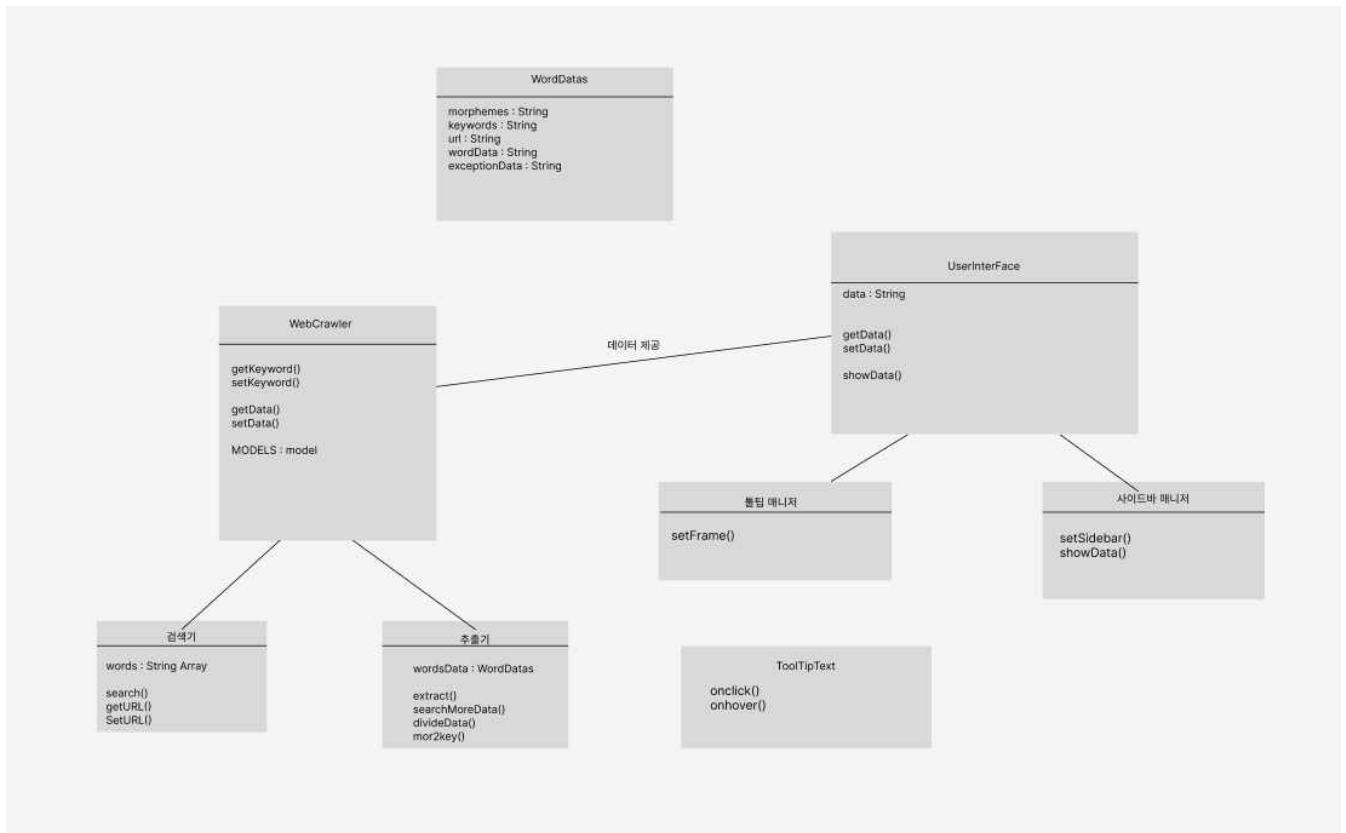 WordDatas
morphemes : String
keywords : String
url : String
wordData : String
exceptionData : String
UserInterFace
data : String
getData()
setData()
showData()
WebCrawler
getKeyword()
setKeyword()
getData()
setData()
MODELS : model
데이터 제공
툴팁 매니저
setFrame()
사이드바 매니저
setSidebar()
showData()
검색기
words : String Array
search()
getURL()
SetURL()
추출기
wordsData : WordDatas
extract()
searchMoreData()
divideData()
mor2key()
ToolTipText
onclick()
onhover()